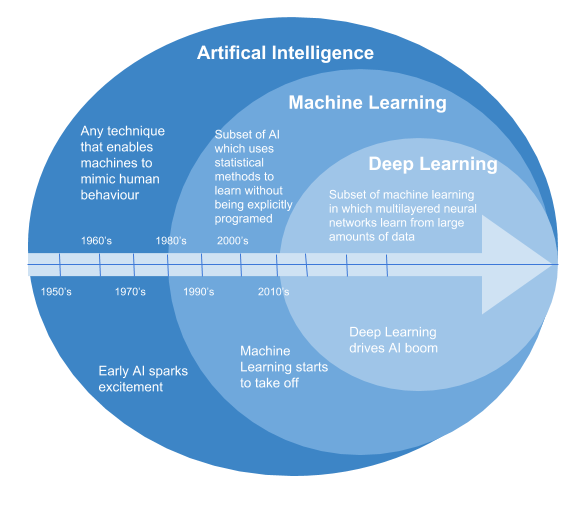 Artifical Intelligence
Machine Learning
Any technique
that enables
machines to
mimic human
behaviour
Subset of AI
which uses
statistical
methods to
learn without
being explicitly
programed
Deep Learning
Subset of machine learning
in which multilayered neural
networks learn from large
amounts of data
1960's
1980's
2000's
1950's
1970's
1990's
2010's
Early AI sparks
excitement
Machine
Learning starts
to take off
Deep Learning
drives AI boom